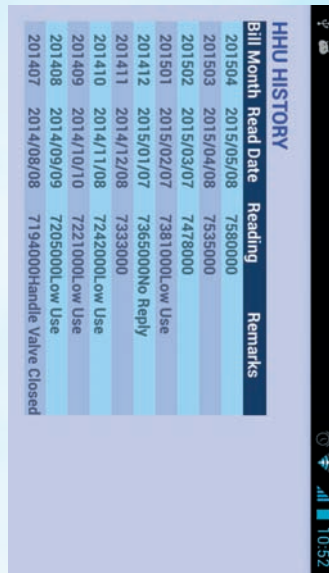 10:52
HHU HISTORY
Bill Month Read Date Reading Remarks
201504 2015/05/08 7580000
201503 2015/04/08 7535000
201502 2015/03/07 7478000
201501 2015/02/07 7381000Low Use
201412 2015/01/07 7365000No Reply
201411 2014/12/08 7333000
201410 2014/11/08 7242000Low Use
201409 2014/10/10 7221000Low Use
201408 2014/09/09 7205000Low Use
201407 2014/08/08 7194000Handle Valve Closed